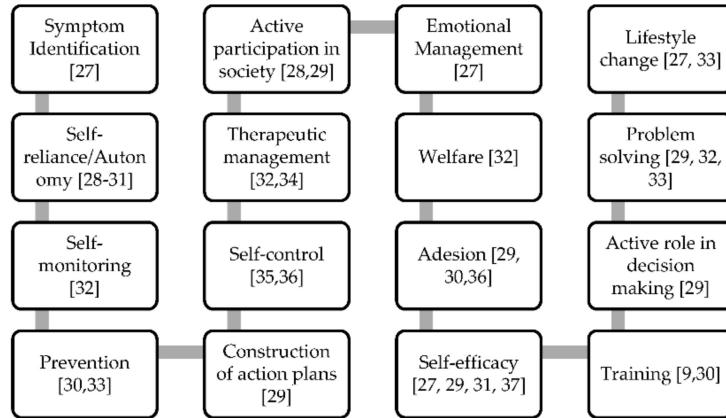 Symptom
Identification
[27]
Self-
reliance/Auton
omy [28-31]
Self-
monitoring
[32]
Prevention
[30,33]
Construction
of action plans
[29]
Self-control
[35,36]
Therapeutic
management
[32,34]
Active
participation in
society [28,29]
Emotional
Management
[27]
Welfare [32]
Adesion [29,
30,36]
Self-efficacy
[27, 29, 31, 37]
Training [9,30]
Active role in
decision
making [29]
Problem
solving [29, 32,
33]
Lifestyle
change [27, 33]